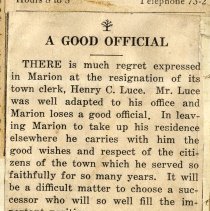 Hours 8 to 5 Telephone 73-2
A GOOD OFFICIAL
THERE is much regret expressed
in Marion at the resignation of its
town clerk, Henry C. Luce. Mr. Luce
was well adapted to his office and
Marion loses a good official. In leav-
ing Marion to take up his residence
elsewhere he carries with him the
good wishes and respect of the citi-
zens of the town which he served so
faithfully for so many years. It will
be a difficult matter to choose a suc-
cessor who will so well fill the im-